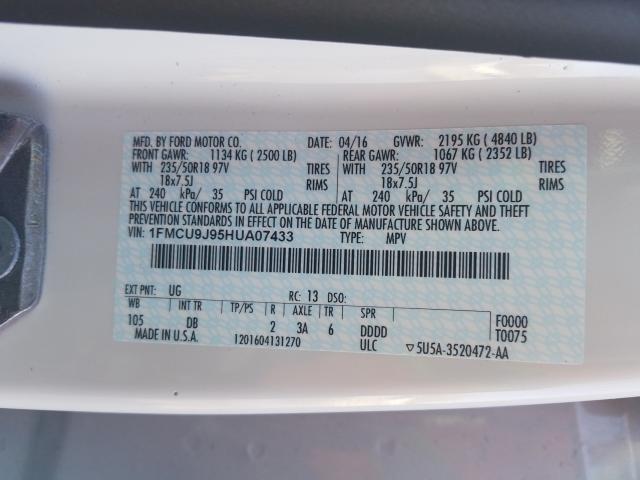 MFD. BY FORD MOTOR CO. DATE: 04/16 GVWR: 2195 KG ( 4840 LB)
FRONT GAWR: 1134 KG ( 2500 LB) REAR GAWR: 1067 KG ( 2352 LB)
WITH 235/50R18 97V TIRES WITH 235/50R18 97V TIRES
18x7.5J RIMS 18x7.5J RIMS
AT 240 kPa/ 35 PSI COLD AT 240 kPa/ 35 PSI COLD
THIS VEHICLE CONFORMS TO ALL APPLICABLE FEDERAL MOTOR VEHICLE SAFETY AND THEFT
PREVENTION STANDARDS IN EFFECT ON THE DATE OF MANUFACTURE SHOWN ABOVE.
VIN: 1FMCU9J95HUA07433 TYPE: MPV
EXT PNT: UG RC: 13 DSO:
WB INT TR TP/PS R AXLE TR SPR F0000
105 DB 2 3A 6 DDDD T0075
MADE IN U.S.A. 1201604131270 ULC ▽5U5A-3520472-AA